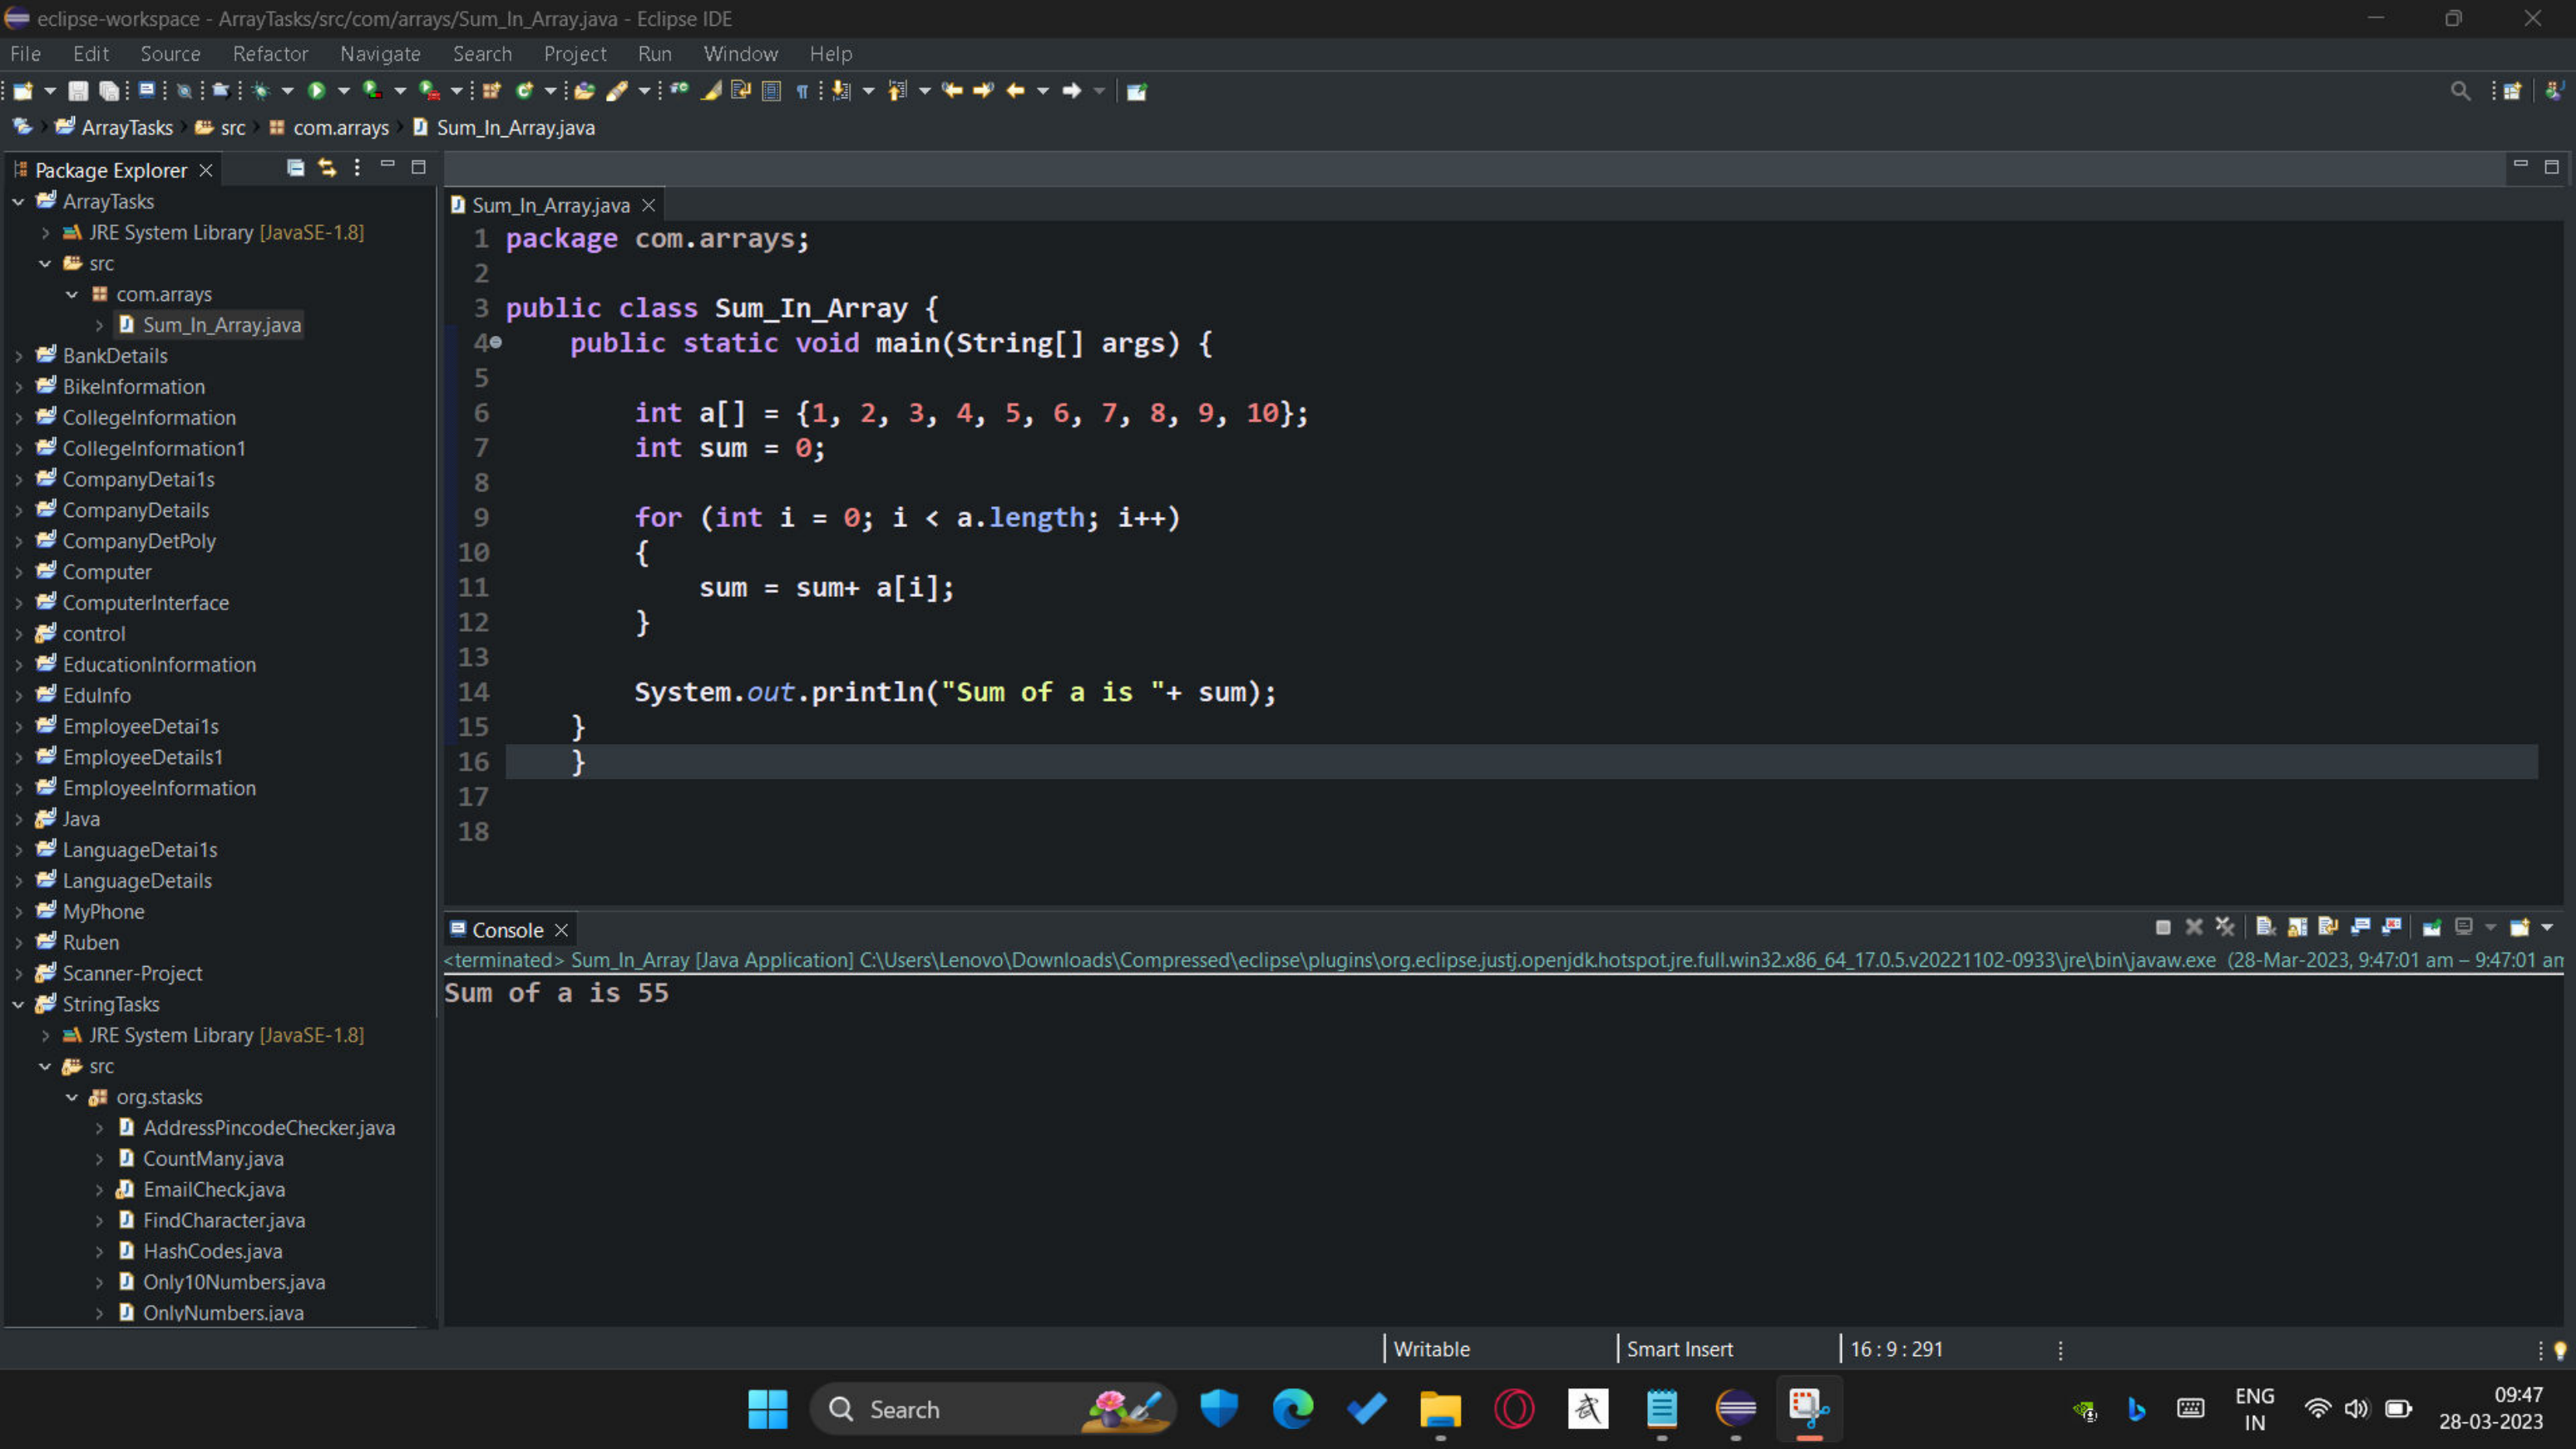 eclipse-workspace - ArrayTasks/src/com/arrays/Sum_In_Array.java - Eclipse IDE
File Edit Source Refactor Navigate Search Project Run Window Help
ArrayTasks src com.arrays Sum_In_Array.java
Package Explorer
ArrayTasks
JRE System Library [JavaSE-1.8]
src
com.arrays
Sum_In_Array.java
BankDetails
BikeInformation
CollegeInformation
CollegeInformation1
CompanyDetai1s
CompanyDetails
CompanyDetPoly
Computer
ComputerInterface
control
EducationInformation
EduInfo
EmployeeDetai1s
EmployeeDetails1
EmployeeInformation
Java
LanguageDetai1s
LanguageDetails
MyPhone
Ruben
Scanner-Project
StringTasks
JRE System Library [JavaSE-1.8]
src
org.stasks
AddressPincodeChecker.java
CountMany.java
EmailCheck.java
FindCharacter.java
HashCodes.java
Only10Numbers.java
OnlyNumbers.java
Sum_In_Array.java
1 package com.arrays;
2
3 public class Sum_In_Array {
4 public static void main(String[] args) {
5
6 int a[] = {1, 2, 3, 4, 5, 6, 7, 8, 9, 10};
7 int sum = 0;
8
9 for (int i = 0; i < a.length; i++)
10 {
11 sum = sum+ a[i];
12 }
13
14 System.out.println("Sum of a is "+ sum);
15 }
16 }
17
18
Console
<terminated> Sum_In_Array [Java Application] C:\Users\Lenovo\Downloads\Compressed\eclipse\plugins\org.eclipse.justj.openjdk.hotspot.jre.full.win32.x86_64_17.0.5.v20221102-0933\jre\bin\javaw.exe (28-Mar-2023, 9:47:01 am – 9:47:01 am
Sum of a is 55
Writable Smart Insert 16 : 9 : 291
Search
武
ENG
IN
09:47
28-03-2023